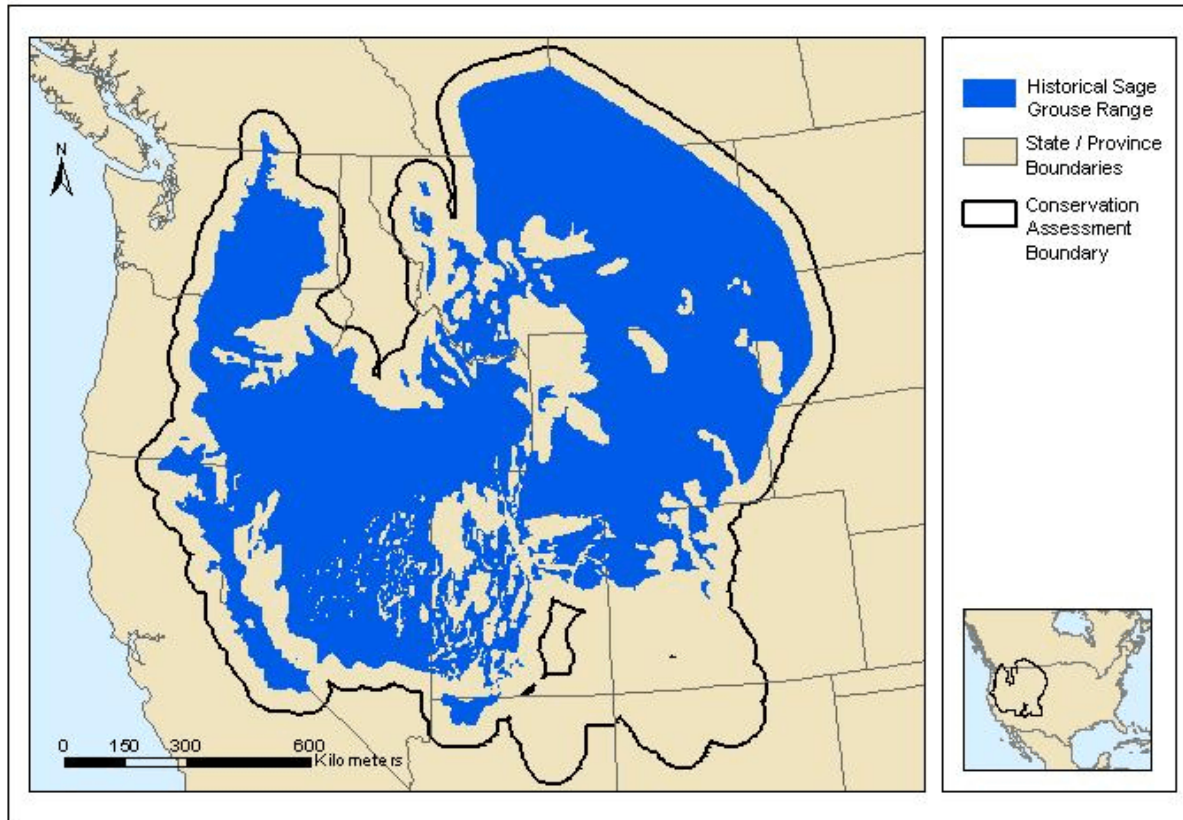 Historical Sage
Grouse Range
State / Province
Boundaries
Conservation
Assessment
Boundary
N
0 150 300 600
Kilometers